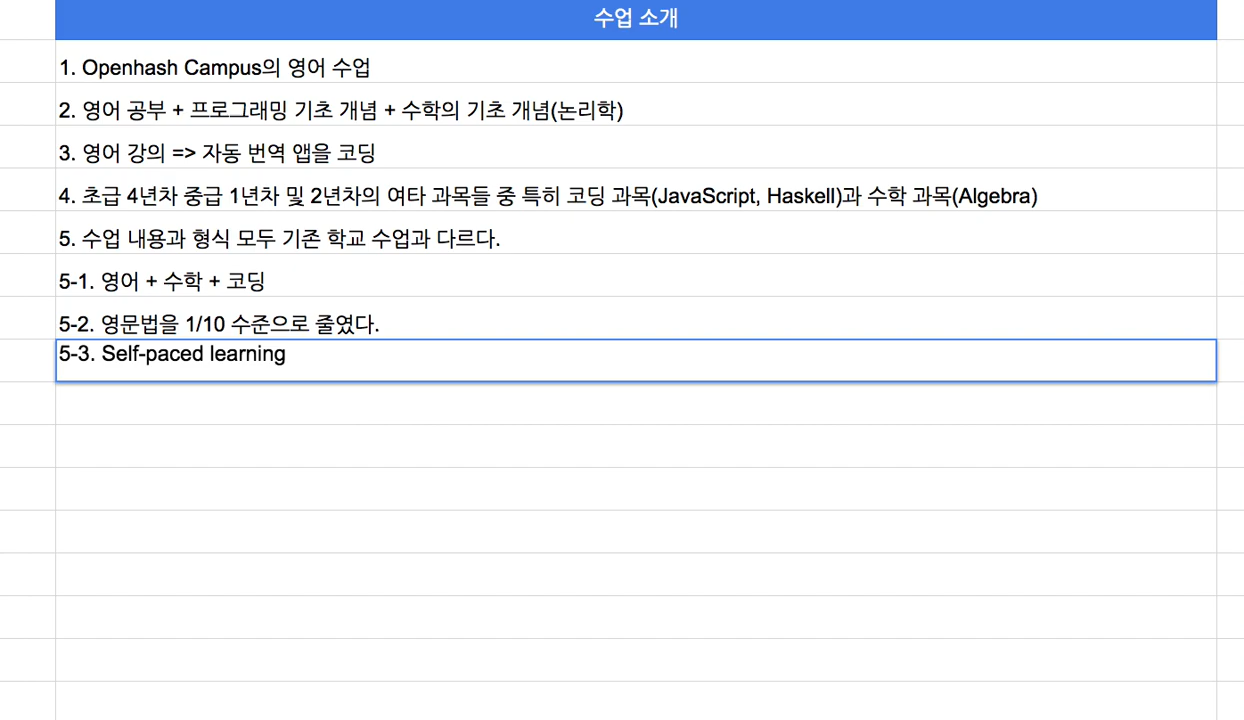 수업 소개
1. Openhash Campus의 영어 수업
2. 영어 공부 + 프로그래밍 기초 개념 + 수학의 기초 개념(논리학)
3. 영어 강의 => 자동 번역 앱을 코딩
4. 초급 4년차 중급 1년차 및 2년차의 여타 과목들 중 특히 코딩 과목(JavaScript, Haskell)과 수학 과목(Algebra)
5. 수업 내용과 형식 모두 기존 학교 수업과 다르다.
5-1. 영어 + 수학 + 코딩
5-2. 영문법을 1/10 수준으로 줄였다.
5-3. Self-paced learning